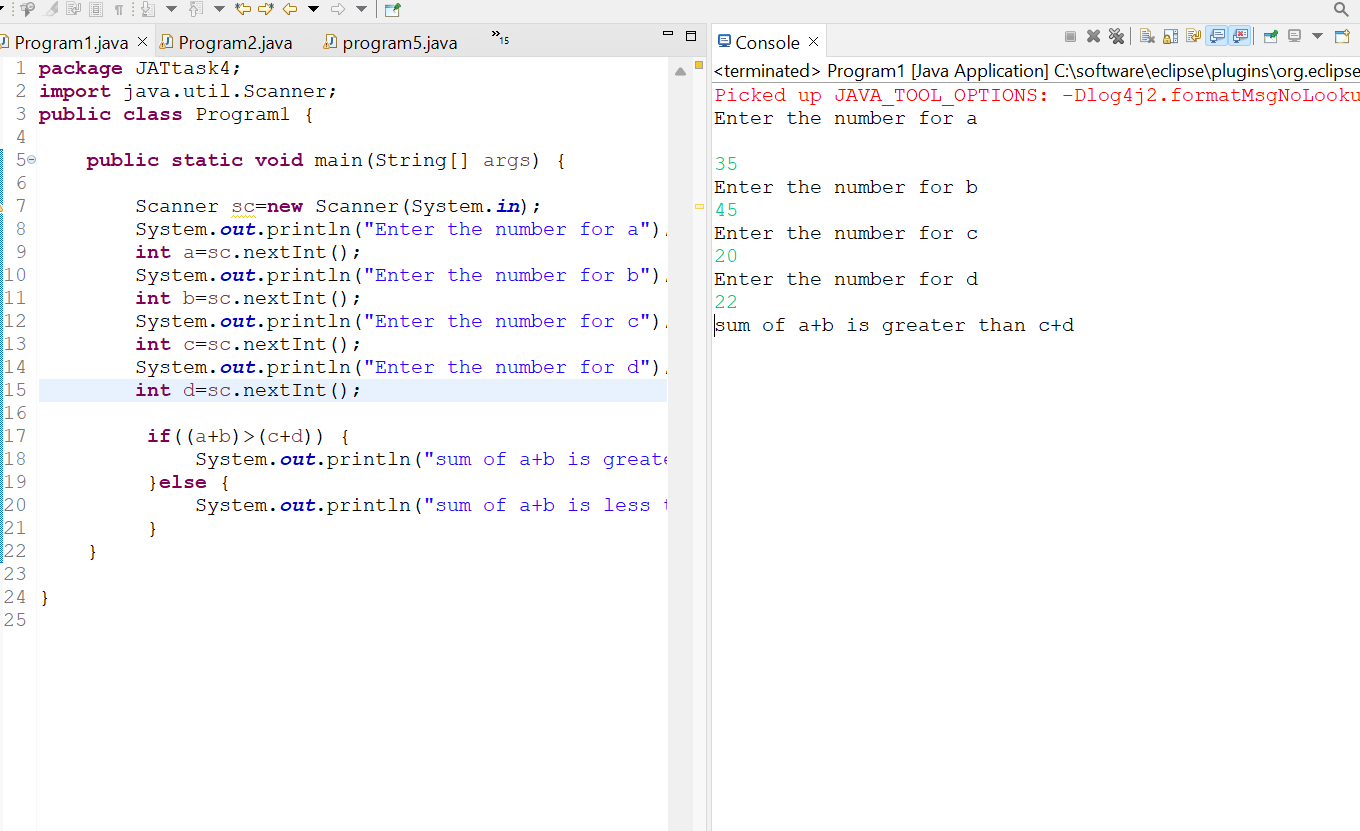 Program1.java
Program2.java
program5.java
»15
1 package JATtask4;
2 import java.util.Scanner;
3 public class Program1 {
4
5 public static void main(String[] args) {
6
7 Scanner sc=new Scanner(System.in);
8 System.out.println("Enter the number for a")
9 int a=sc.nextInt();
10 System.out.println("Enter the number for b")
11 int b=sc.nextInt();
12 System.out.println("Enter the number for c")
13 int c=sc.nextInt();
14 System.out.println("Enter the number for d")
15 int d=sc.nextInt();
16
17 if((a+b)>(c+d)) {
18 System.out.println("sum of a+b is
19 }else {
20 System.out.println("sum of a+b is less
21 }
22 }
23
24 }
25
Console
<terminated> Program1 [Java Application] C:\software\eclipse\plugins\org.eclipse
Picked up JAVA_TOOL_OPTIONS: -Dlog4j2.formatMsgNoLooku
Enter the number for a
35
Enter the number for b
45
Enter the number for c
20
Enter the number for d
22
sum of a+b is greater than c+d